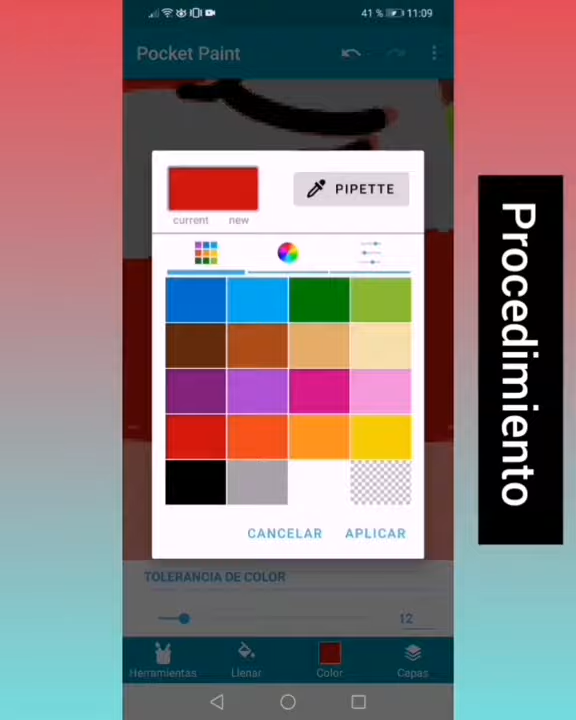 41 % 11:09
Pocket Paint
PIPETTE
current new
CANCELAR APLICAR
TOLERANCIA DE COLOR
12
Herramientas Llenar Color Capas
Procedimiento